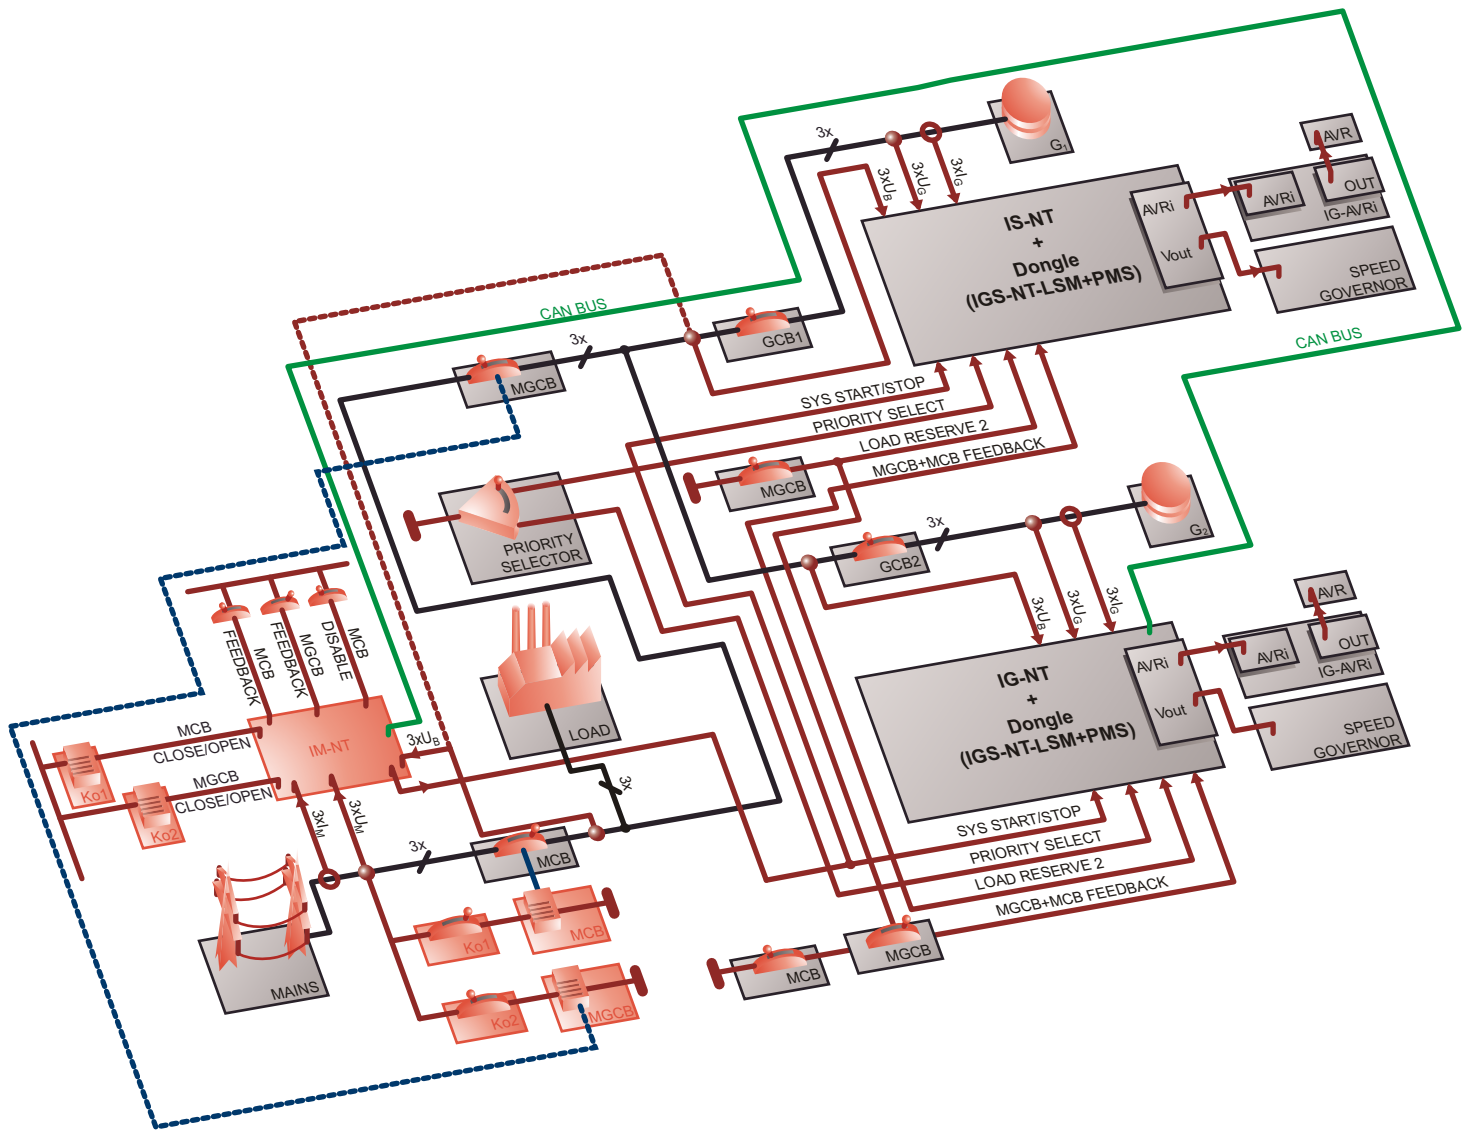 G1
3x
3xUB
3xUG
3xIG
IS-NT
+
Dongle
(IGS-NT-LSM+PMS)
AVRi
Vout
AVR
AVRi
OUT
IG-AVRi
SPEED
GOVERNOR
CAN BUS
CAN BUS
3x
GCB1
MGCB
SYS START/STOP
PRIORITY SELECT
LOAD RESERVE 2
MGCB+MCB FEEDBACK
MGCB
PRIORITY
SELECTOR
3x
GCB2
G2
3xUB
3xUG
3xIG
IG-NT
+
Dongle
(IGS-NT-LSM+PMS)
AVRi
Vout
AVR
AVRi
OUT
IG-AVRi
SPEED
GOVERNOR
MCB
FEEDBACK
MGCB
FEEDBACK
MCB
DISABLE
MCB
CLOSE/OPEN
MGCB
CLOSE/OPEN
IM-NT
3xUB
Ko1
Ko2
3xIM
3xUM
LOAD
3x
3x
MCB
MAINS
Ko1
MCB
Ko2
MGCB
SYS START/STOP
PRIORITY SELECT
LOAD RESERVE 2
MGCB+MCB FEEDBACK
MCB
MGCB